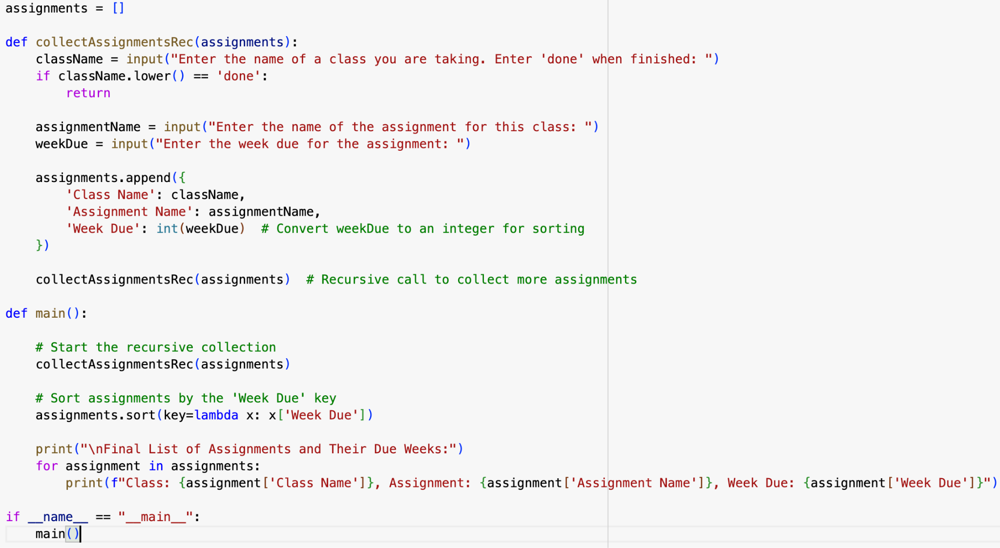 assignments = []
def collectAssignmentsRec(assignments):
    className = input("Enter the name of a class you are taking. Enter 'done' when finished: ")
    if className.lower() == 'done':
        return
    assignmentName = input("Enter the name of the assignment for this class: ")
    weekDue = input("Enter the week due for the assignment: ")
    assignments.append({
        'Class Name': className,
        'Assignment Name': assignmentName,
        'Week Due': int(weekDue)  # Convert weekDue to an integer for sorting
    })
    collectAssignmentsRec(assignments)  # Recursive call to collect more assignments
def main():
    # Start the recursive collection
    collectAssignmentsRec(assignments)
    # Sort assignments by the 'Week Due' key
    assignments.sort(key=lambda x: x['Week Due'])
    print("\nFinal List of Assignments and Their Due Weeks:")
    for assignment in assignments:
        print(f"Class: {assignment['Class Name']}, Assignment: {assignment['Assignment Name']}, Week Due: {assignment['Week Due']}")
if __name__ == "__main__":
    main()